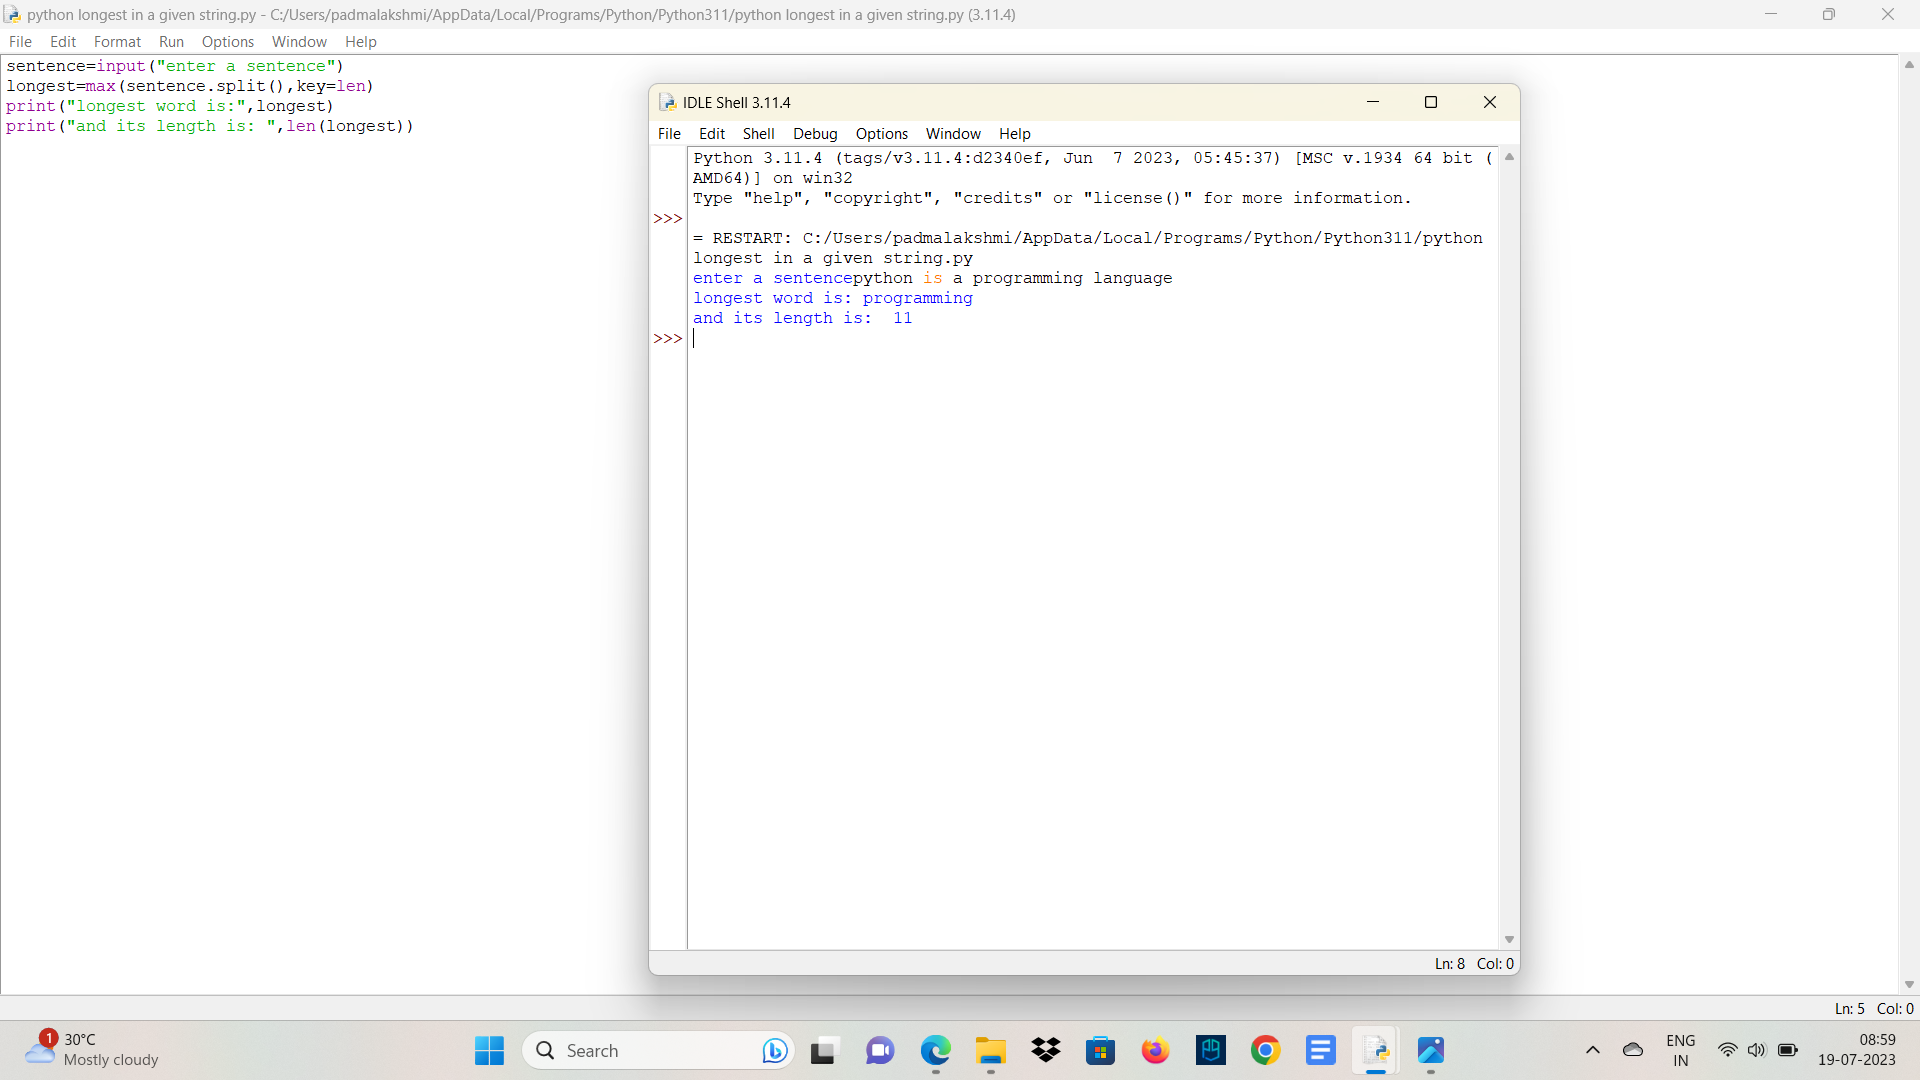 python longest in a given string.py - C:/Users/padmalakshmi/AppData/Local/Programs/Python/Python311/python longest in a given string.py (3.11.4)
File Edit Format Run Options Window Help
sentence=input("enter a sentence")
longest=max(sentence.split(),key=len)
print("longest word is:",longest)
print("and its length is: ",len(longest))
IDLE Shell 3.11.4
File Edit Shell Debug Options Window Help
Python 3.11.4 (tags/v3.11.4:d2340ef, Jun  7 2023, 05:45:37) [MSC v.1934 64 bit (
AMD64)] on win32
Type "help", "copyright", "credits" or "license()" for more information.
>>>
= RESTART: C:/Users/padmalakshmi/AppData/Local/Programs/Python/Python311/python
longest in a given string.py
enter a sentencepython is a programming language
longest word is: programming
and its length is:  11
>>>
Ln: 8 Col: 0
Ln: 5 Col: 0
1
30°C
Mostly cloudy
Search
ENG
IN
08:59
19-07-2023